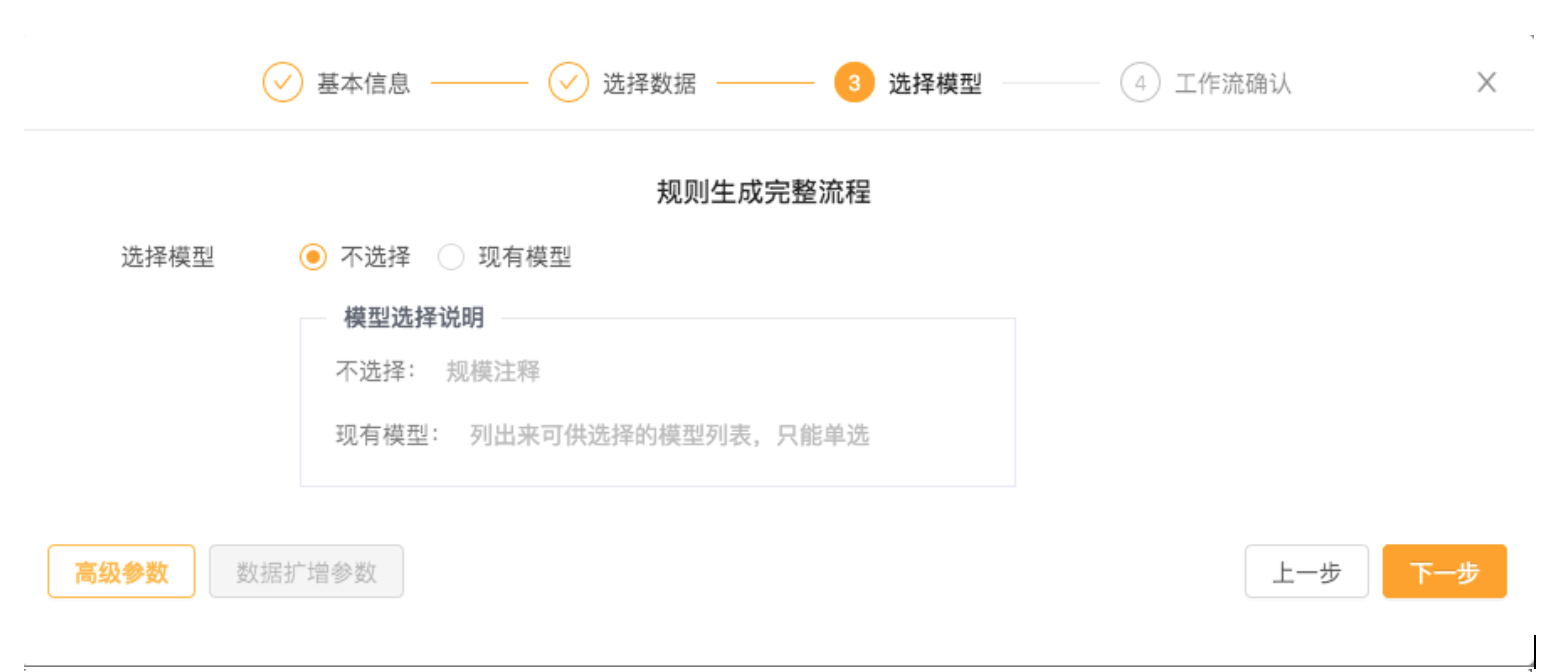 基本信息 选择数据 3 选择模型 4 工作流确认
规则生成完整流程
选择模型 不选择 现有模型
模型选择说明
不选择: 规模注释
现有模型: 列出来可供选择的模型列表，只能单选
高级参数 数据扩增参数 上一步 下一步